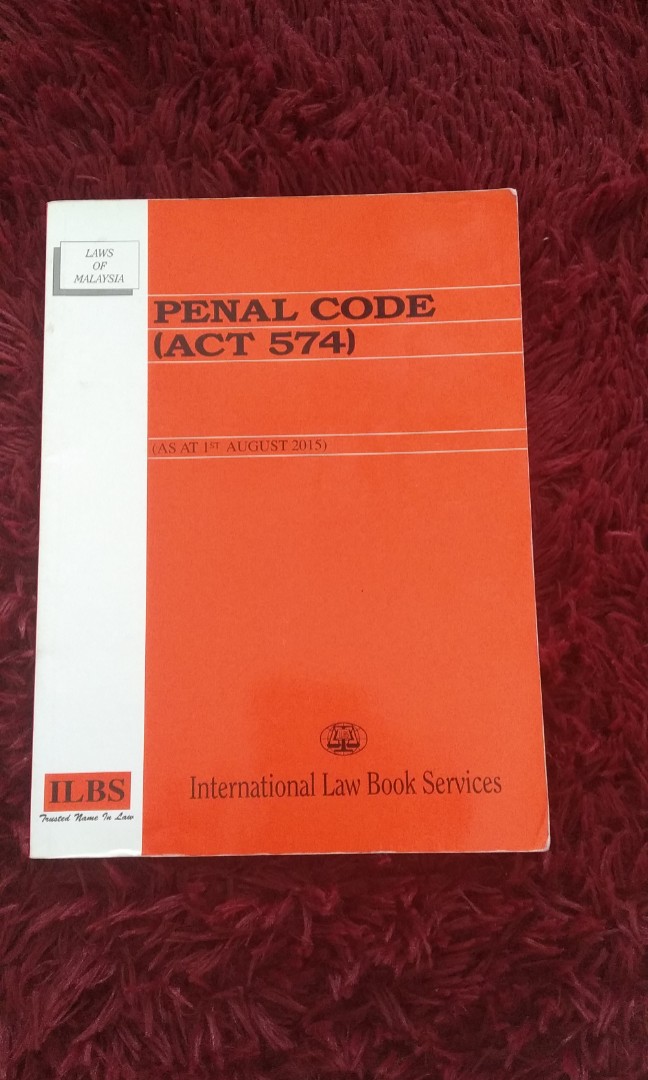 LAWS
OF
MALAYSIA
PENAL CODE
(ACT 574)
(AS AT 1ST AUGUST 2015)
International Law Book Services
ILBS
Trusted Name In Law